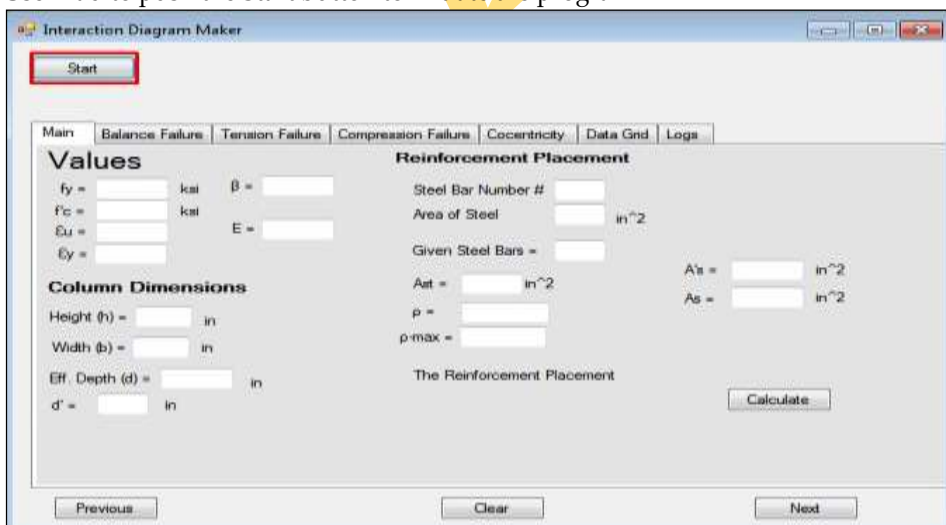 Interaction Diagram Maker
Start
Main Balance Failure Tension Failure Compression Failure Cocentricity Data Grid Logs
Values
fy = ksi
β =
f'c = ksi
Ɛu =
E =
Ɛy =
Column Dimensions
Height (h) = in
Width (b) = in
Eff. Depth (d) = in
d' = in
Reinforcement Placement
Steel Bar Number #
Area of Steel in^2
Given Steel Bars =
Ast = in^2
ρ =
ρ-max =
The Reinforcement Placement
A's = in^2
As = in^2
Calculate
Previous Clear Next